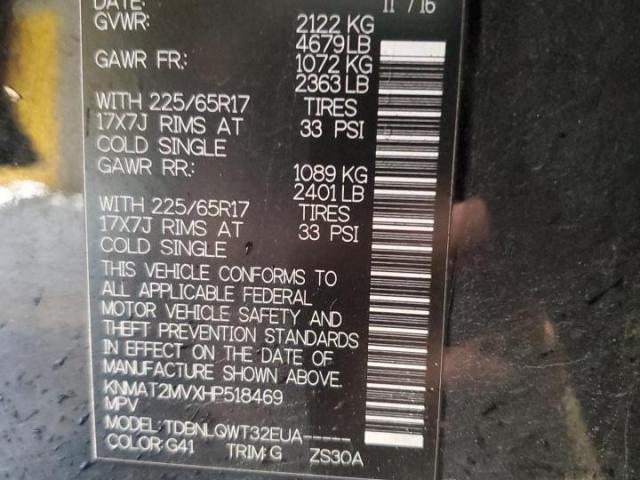 DATE: 11 / 16
GVWR: 2122 KG
4679 LB
GAWR FR: 1072 KG
2363 LB
WITH 225/65R17 TIRES
17X7J RIMS AT 33 PSI
COLD SINGLE
GAWR RR: 1089 KG
2401 LB
WITH 225/65R17 TIRES
17X7J RIMS AT 33 PSI
COLD SINGLE
THIS VEHICLE CONFORMS TO
ALL APPLICABLE FEDERAL
MOTOR VEHICLE SAFETY AND
THEFT PREVENTION STANDARDS
IN EFFECT ON THE DATE OF
MANUFACTURE SHOWN ABOVE.
KNMAT2MVXHP518469
MPV
MODEL: TDBNLQWT32EUA-----
COLOR: G41 TRIM: G ZS30A